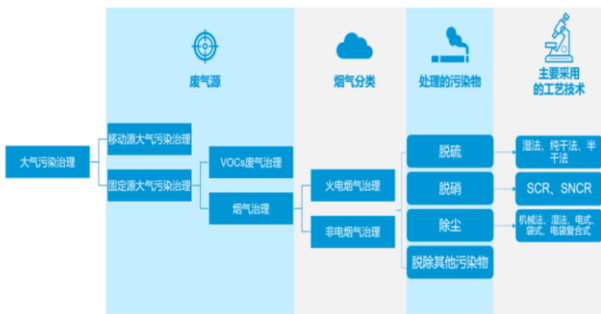 废气源
烟气分类
处理的污染物
主要采用
的工艺技术
大气污染治理
移动源大气污染治理
固定源大气污染治理
VOCs废气治理
烟气治理
火电烟气治理
非电烟气治理
脱硫
脱硝
除尘
脱除其他污染物
湿法、纯干法、半
干法
SCR、SNCR
机械法、湿法、电式、
袋式、电袋复合式